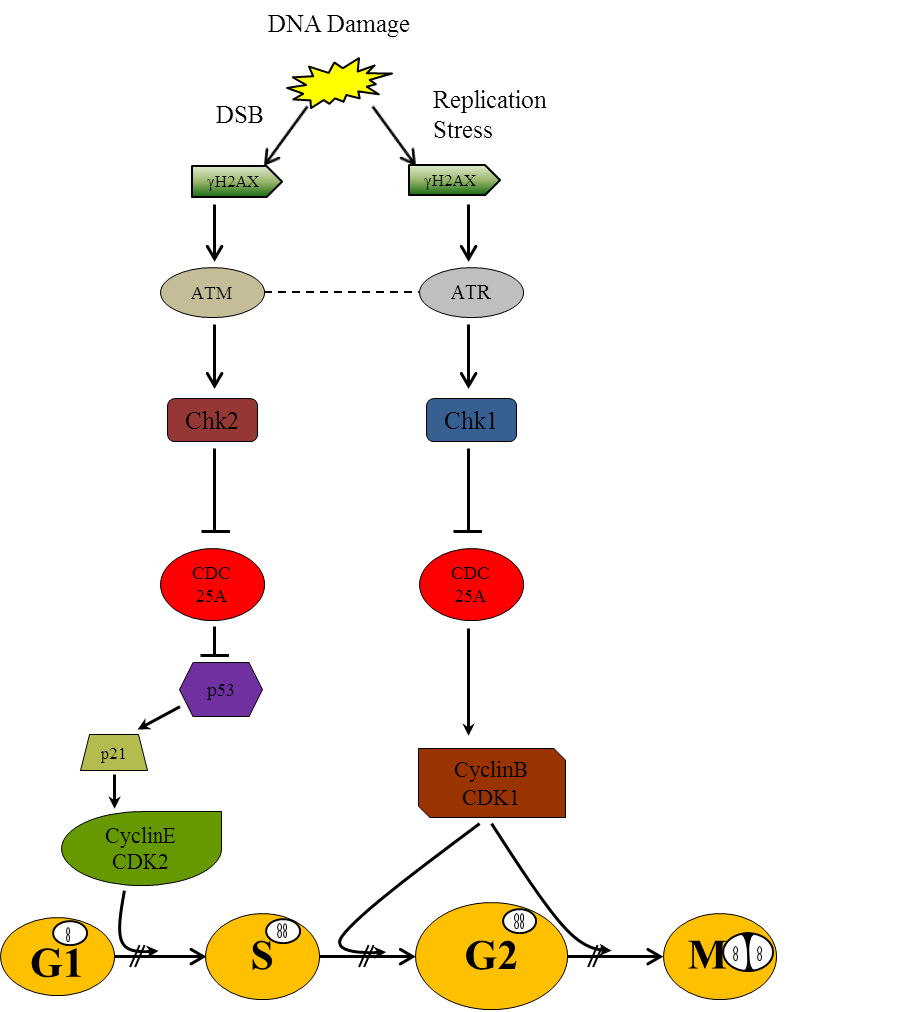 DNA Damage
DSB
Replication
Stress
γH2AX
γH2AX
ATM
ATR
Chk2
Chk1
CDC
25A
CDC
25A
p53
p21
CyclinB
CDK1
CyclinE
CDK2
G1
S
G2
M